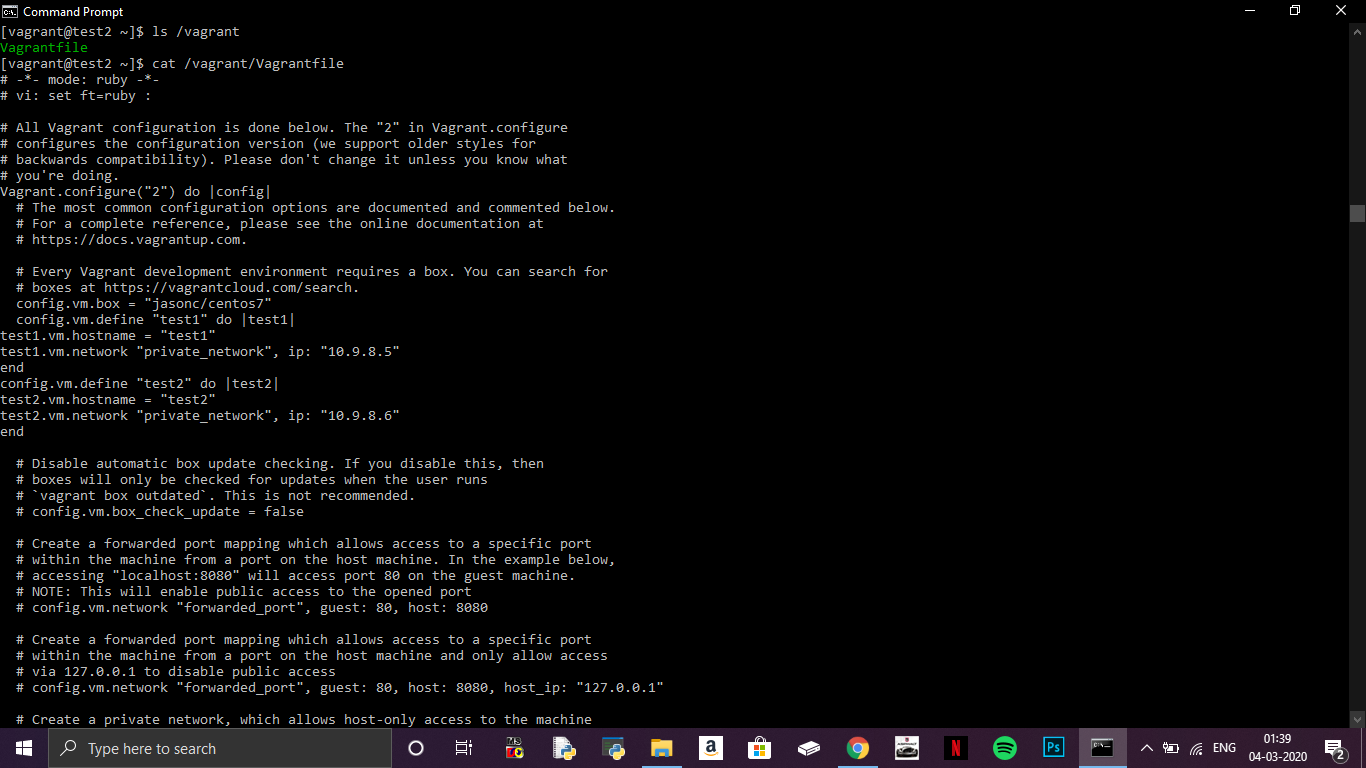 Command Prompt
[vagrant@test2 ~]$ ls /vagrant
Vagrantfile
[vagrant@test2 ~]$ cat /vagrant/Vagrantfile
# -*- mode: ruby -*-
# vi: set ft=ruby :
# All Vagrant configuration is done below. The "2" in Vagrant.configure
# configures the configuration version (we support older styles for
# backwards compatibility). Please don't change it unless you know what
# you're doing.
Vagrant.configure("2") do |config|
  # The most common configuration options are documented and commented below.
  # For a complete reference, please see the online documentation at
  # https://docs.vagrantup.com.
  # Every Vagrant development environment requires a box. You can search for
  # boxes at https://vagrantcloud.com/search.
  config.vm.box = "jasonc/centos7"
  config.vm.define "test1" do |test1|
test1.vm.hostname = "test1"
test1.vm.network "private_network", ip: "10.9.8.5"
end
config.vm.define "test2" do |test2|
test2.vm.hostname = "test2"
test2.vm.network "private_network", ip: "10.9.8.6"
end
  # Disable automatic box update checking. If you disable this, then
  # boxes will only be checked for updates when the user runs
  # `vagrant box outdated`. This is not recommended.
  # config.vm.box_check_update = false
  # Create a forwarded port mapping which allows access to a specific port
  # within the machine from a port on the host machine. In the example below,
  # accessing "localhost:8080" will access port 80 on the guest machine.
  # NOTE: This will enable public access to the opened port
  # config.vm.network "forwarded_port", guest: 80, host: 8080
  # Create a forwarded port mapping which allows access to a specific port
  # within the machine from a port on the host machine and only allow access
  # via 127.0.0.1 to disable public access
  # config.vm.network "forwarded_port", guest: 80, host: 8080, host_ip: "127.0.0.1"
  # Create a private network, which allows host-only access to the machine
Type here to search
a
N
Ps
ENG
01:39
04-03-2020
2